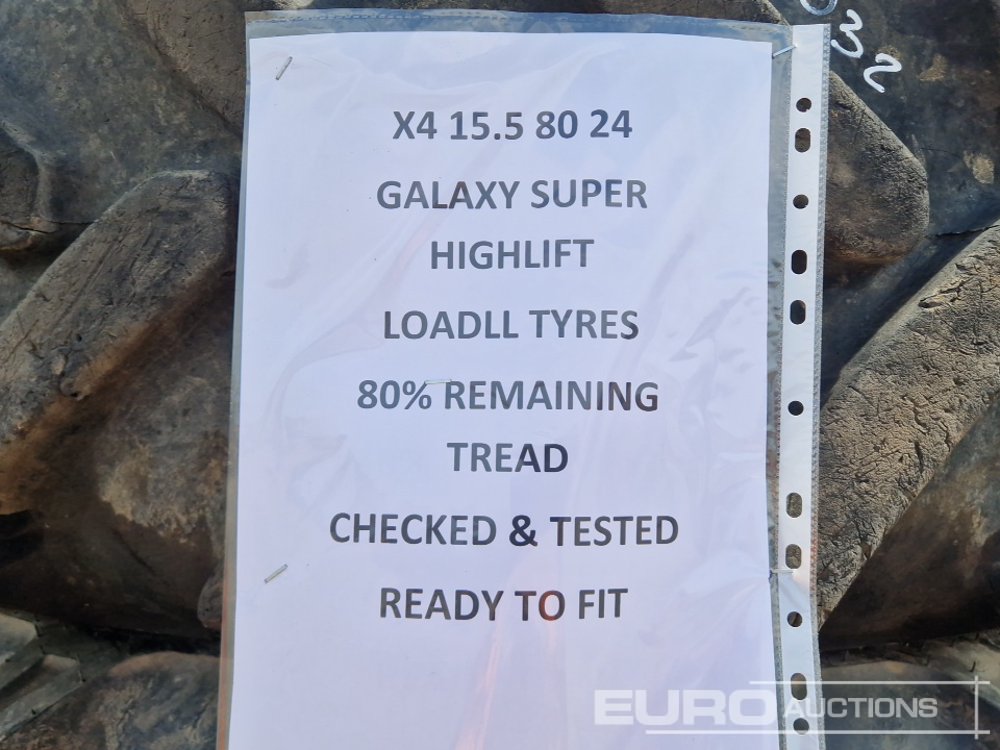 X4 15.5 80 24
GALAXY SUPER
HIGHLIFT
LOADLL TYRES
80% REMAINING
TREAD
CHECKED & TESTED
READY TO FIT
EURO AUCTIONS